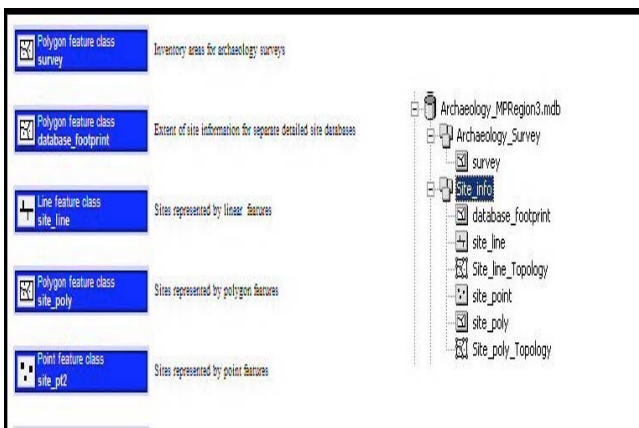 Polygon feature class
survey
Inventory areas for archaeology surveys
Polygon feature class
database_footprint
Extent of site information for separate detailed site databases
Line feature class
site_line
Sites represented by linear features
Polygon feature class
site_poly
Sites represented by polygon features
Point feature class
site_pt2
Sites represented by point features
Archaeology_MPRegion3.mdb
Archaeology_Survey
survey
Site_info
database_footprint
site_line
Site_line_Topology
site_point
site_poly
Site_poly_Topology